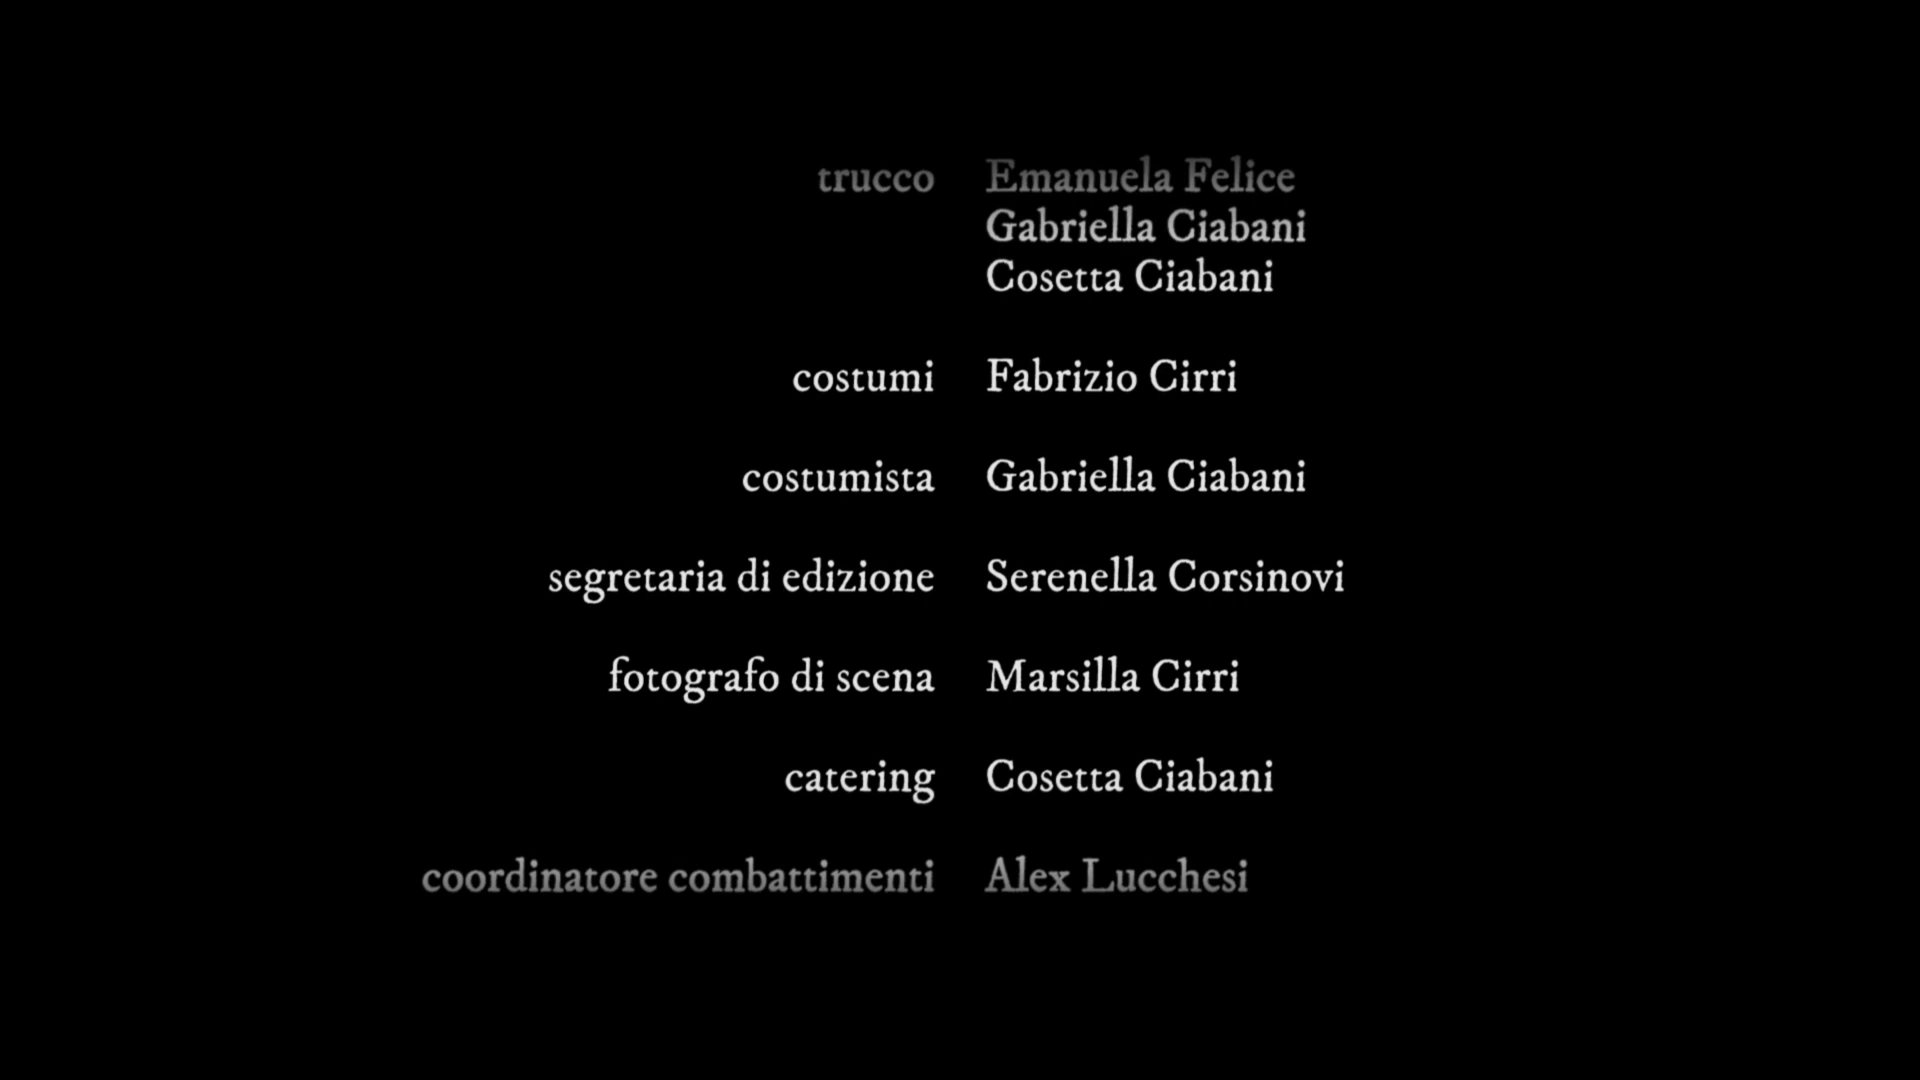 trucco Emanuela Felice
Gabriella Ciabani
Cosetta Ciabani
costumi Fabrizio Cirri
costumista Gabriella Ciabani
segretaria di edizione Serenella Corsinovi
fotografo di scena Marsilla Cirri
catering Cosetta Ciabani
coordinatore combattimenti Alex Lucchesi